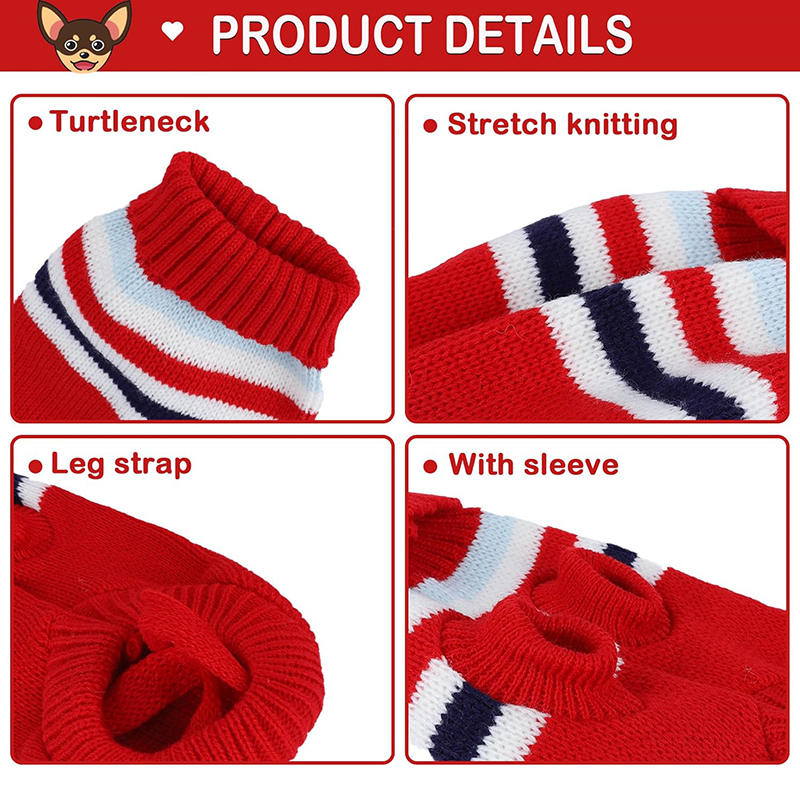 PRODUCT DETAILS
Turtleneck
Stretch knitting
Leg strap
With sleeve